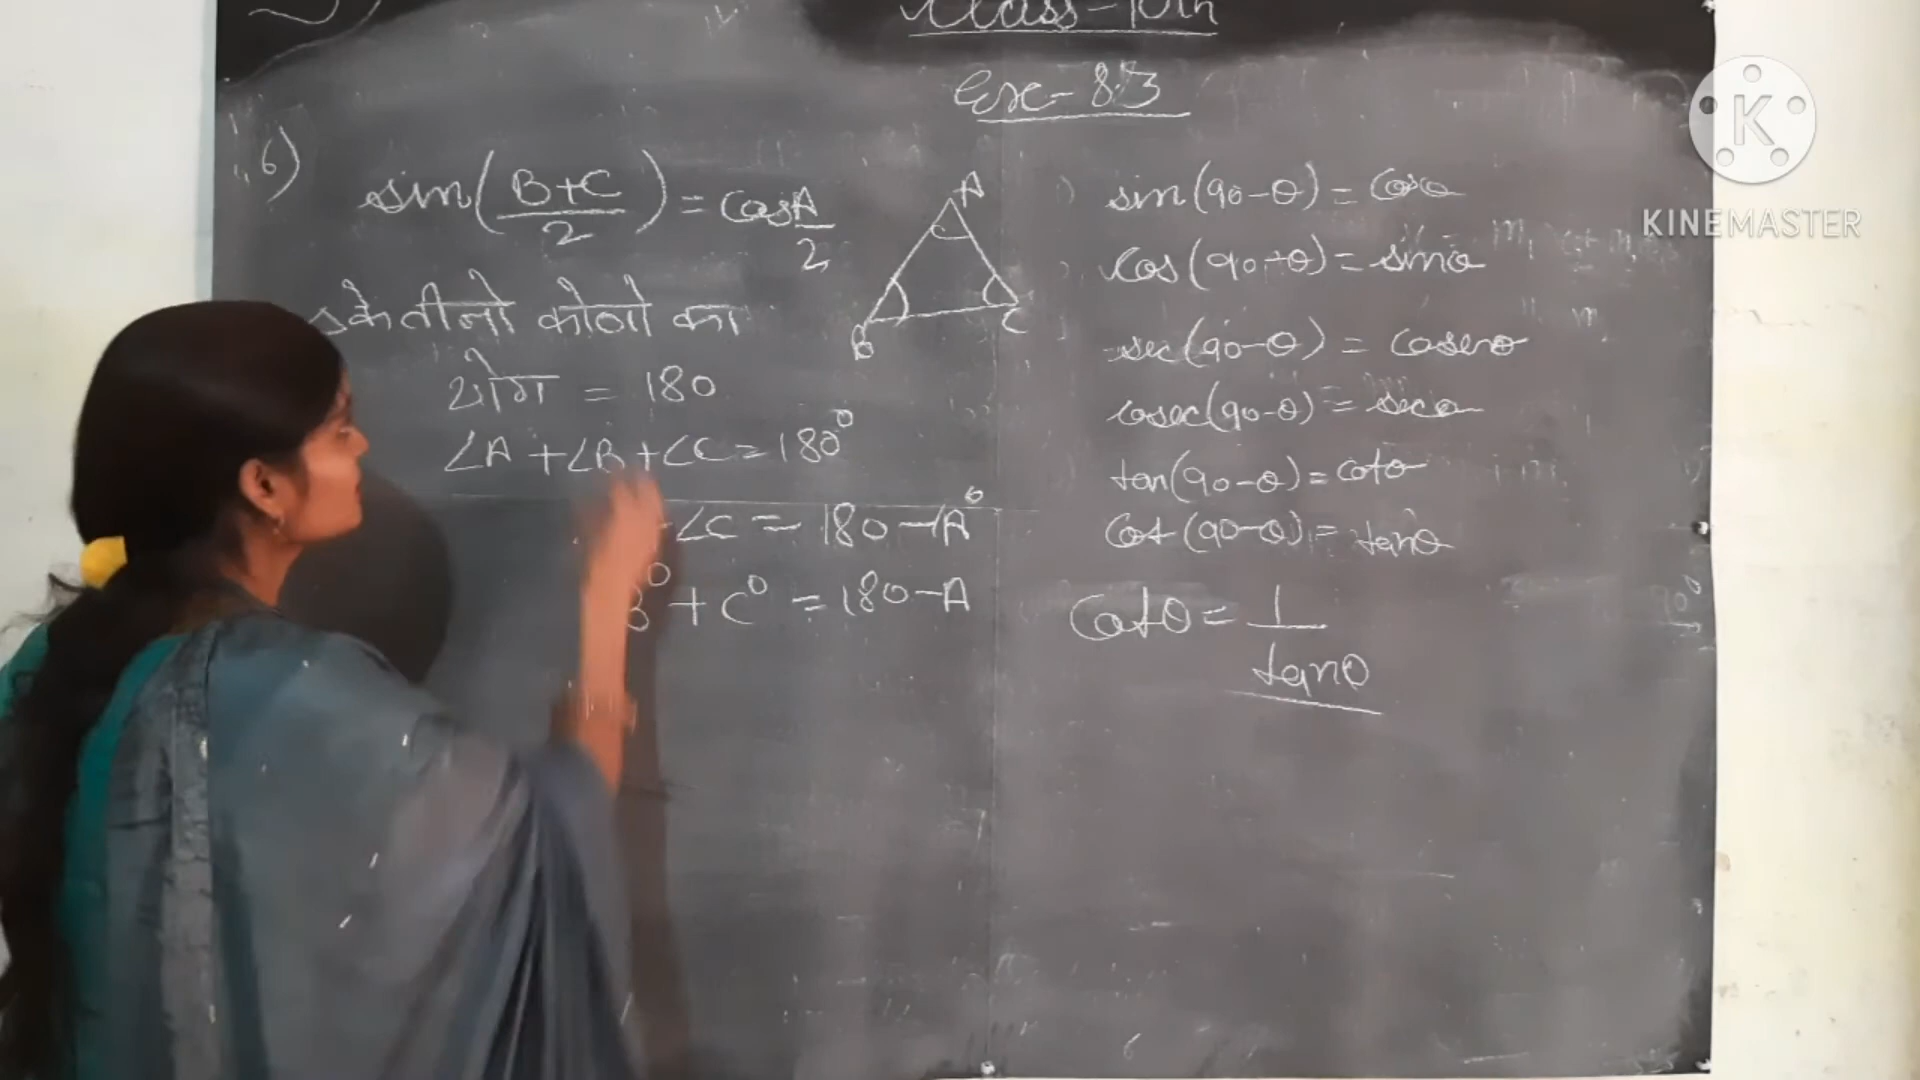 Class-10th
Exe-8.3
6)
sin(B+C/2) = cos A/2
A
B
C
के तीनो कोणो का
योग = 180
∠A+∠B+∠C=180°
∠C = 180-A°
B°+C°=180-A
sin(90-θ)=cosθ
cos(90-θ)=sinθ
sec(90-θ)=cosecθ
cosec(90-θ)=secθ
tan(90-θ)=cotθ
cot(90-θ)=tanθ
cotθ=1/tanθ
K
KINEMASTER